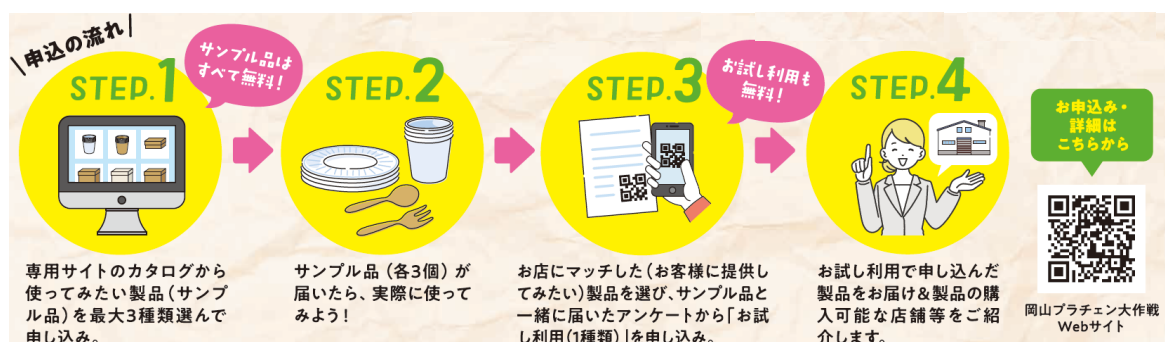 申込の流れ
STEP.1
サンプル品は
すべて無料！
専用サイトのカタログから
使ってみたい製品（サンプ
ル品）を最大3種類選んで
申し込み。
STEP.2
サンプル品（各3個）が
届いたら、実際に使って
みよう！
STEP.3
お試し利用も
無料！
お店にマッチした（お客様に提供し
てみたい）製品を選び、サンプル品と
一緒に届いたアンケートから「お試
し利用（1種類）」を申し込み。
STEP.4
お試し利用で申し込んだ
製品をお届け&製品の購
入可能な店舗等をご紹
介します。
お申込み・
詳細は
こちらから
岡山プラチェン大作戦
Webサイト